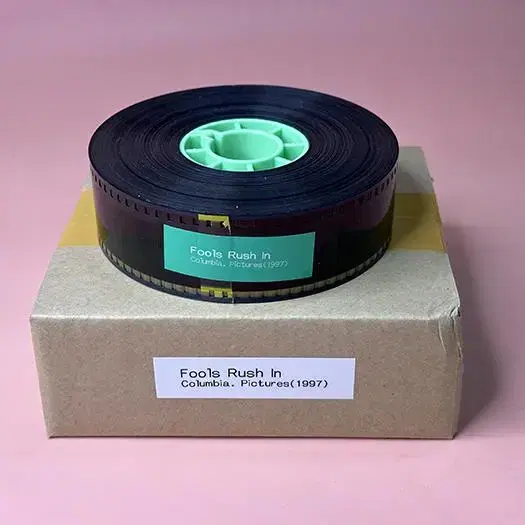 Fools Rush In
Columbia. Pictures(1997)
Fools Rush In
Columbia. Pictures(1997)